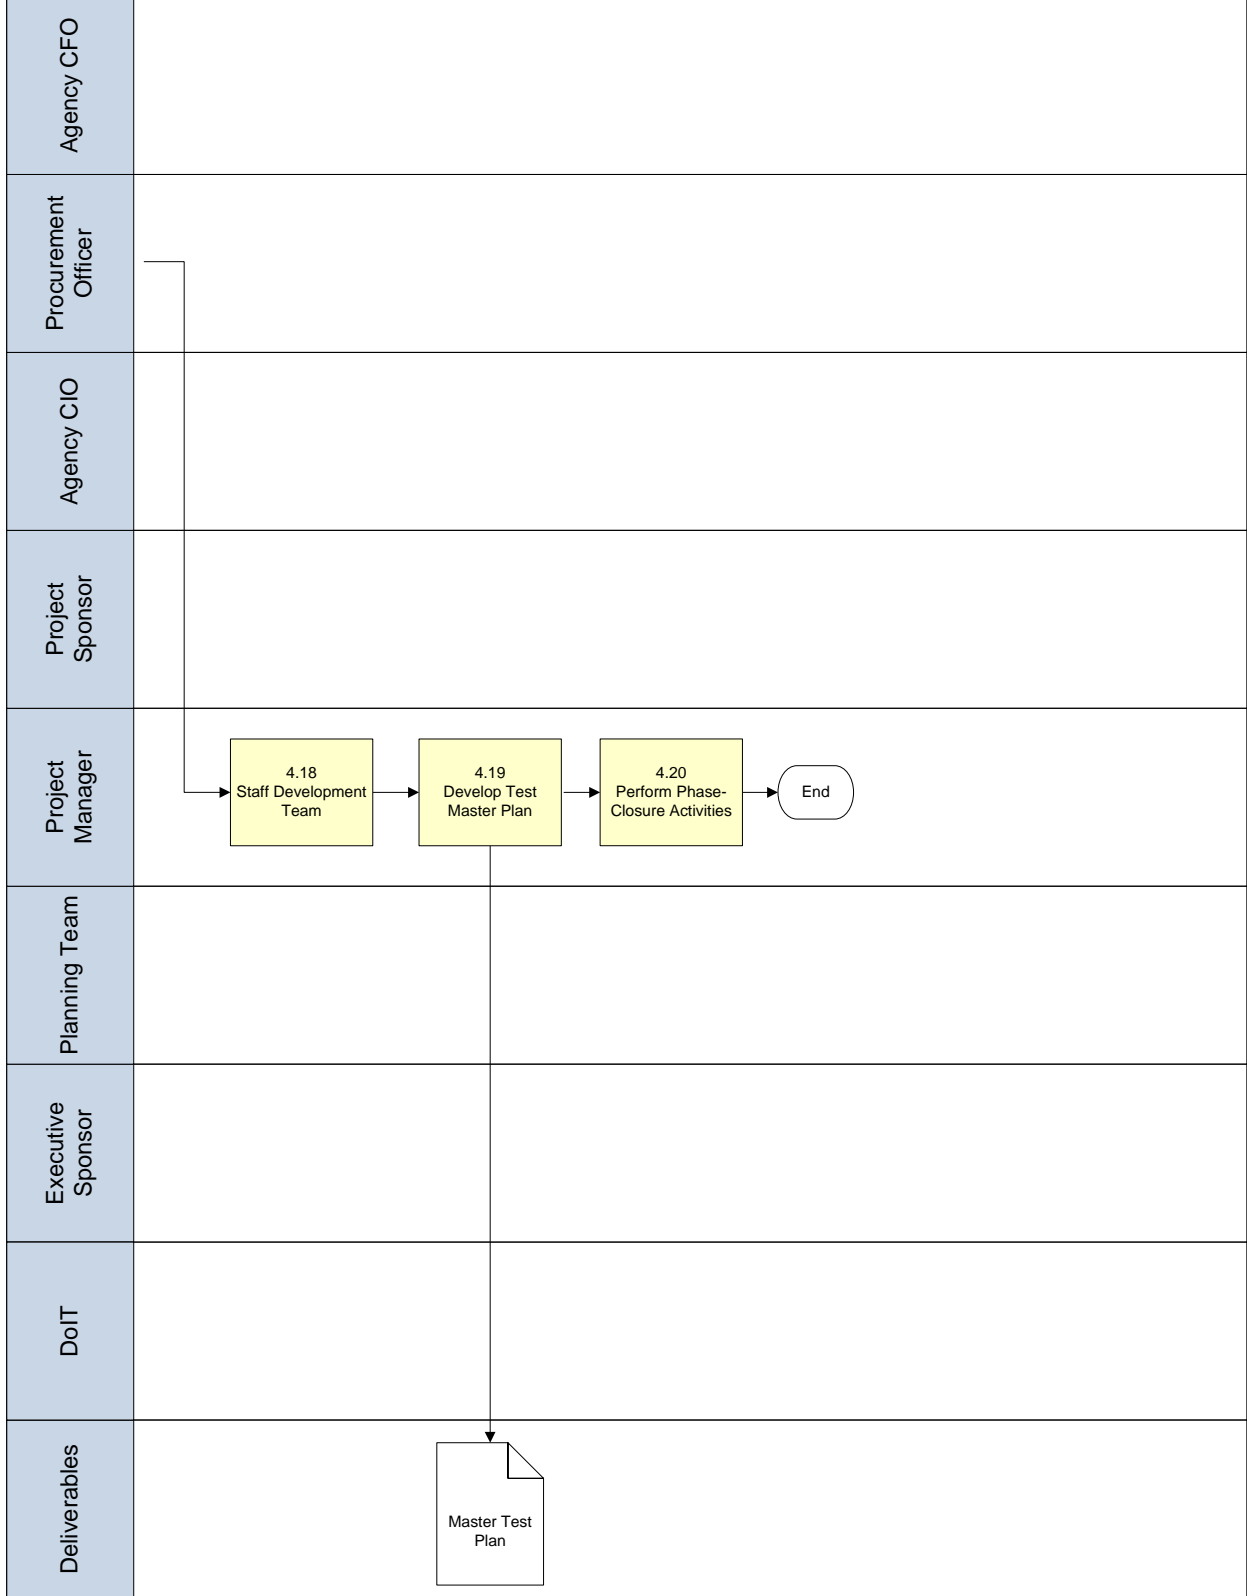 Agency CFO
Procurement
Officer
Agency CIO
Project
Sponsor
Project
Manager
4.18
Staff Development
Team
4.19
Develop Test
Master Plan
4.20
Perform Phase-
Closure Activities
End
Planning Team
Executive
Sponsor
DoIT
Deliverables
Master Test
Plan